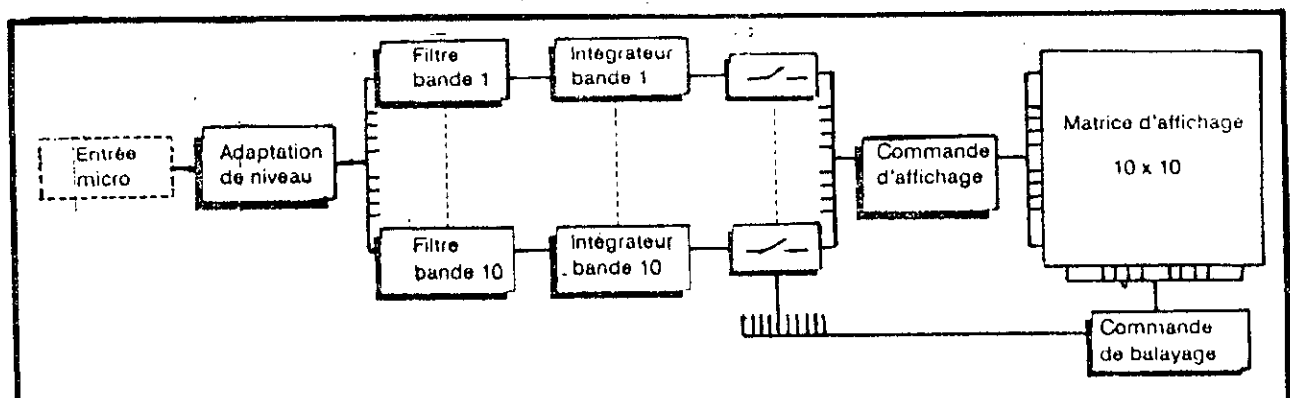 Filtre
bande 1
Intégrateur
bande 1
Entrée
micro
Adaptation
de niveau
Commande
d'affichage
Matrice d'affichage
10 x 10
Filtre
bande 10
Intégrateur
bande 10
Commande
de balayage